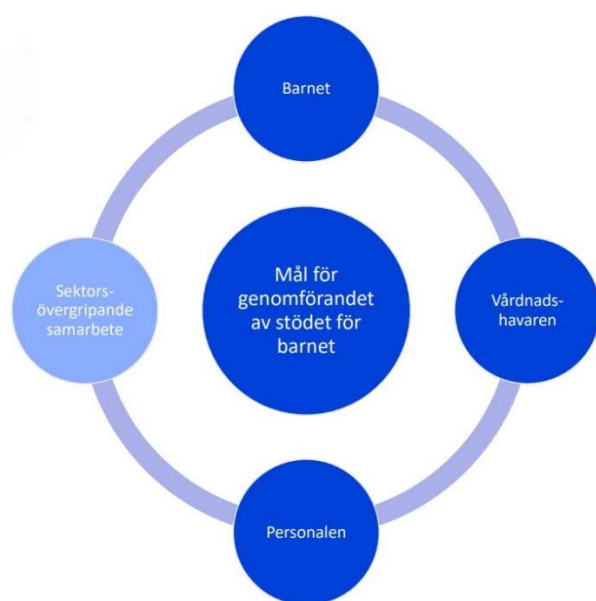 Barnet
Mål för
genomförandet
av stödet för
barnet
Sektors-
övergripande
samarbete
Vårdnads-
havaren
Personalen